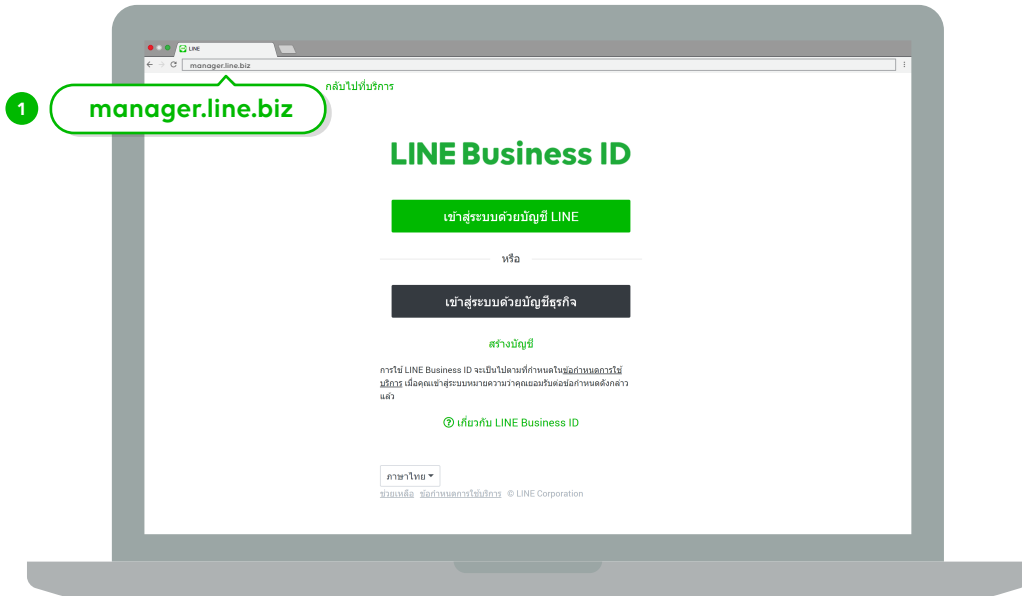 LINE
manager.line.biz
กลับไปที่บริการ
1
manager.line.biz
LINE Business ID
เข้าสู่ระบบด้วยบัญชี LINE
หรือ
เข้าสู่ระบบด้วยบัญชีธุรกิจ
สร้างบัญชี
การใช้ LINE Business ID จะเป็นไปตามที่กำหนดในข้อกำหนดการใช้
บริการ เมื่อคุณเข้าสู่ระบบหมายความว่าคุณยอมรับต่อข้อกำหนดดังกล่าว
แล้ว
? เกี่ยวกับ LINE Business ID
ภาษาไทย
ช่วยเหลือ ข้อกำหนดการใช้บริการ © LINE Corporation